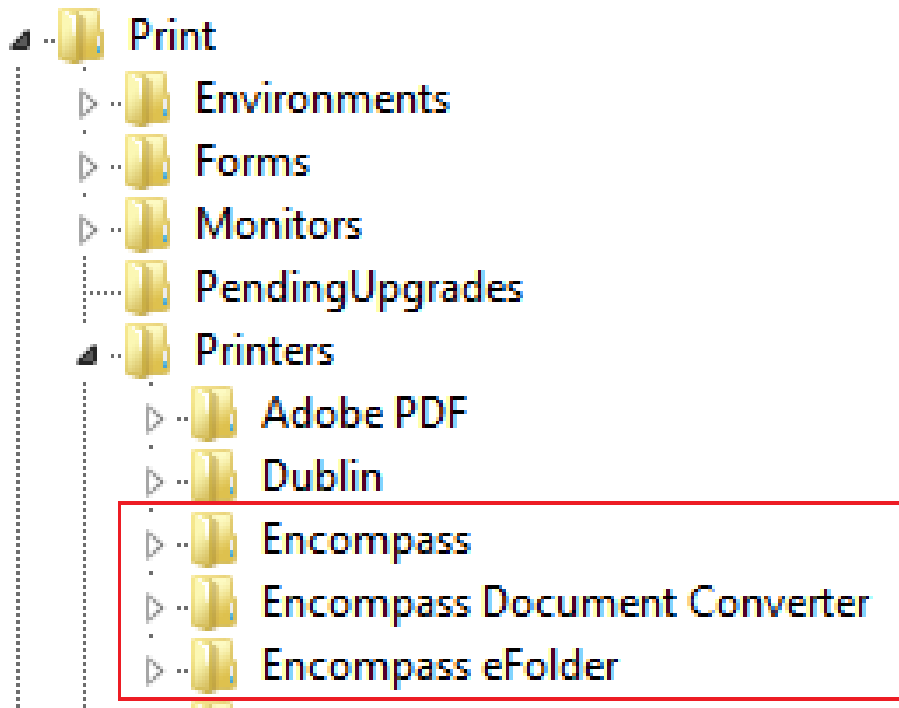 Print
Environments
Forms
Monitors
PendingUpgrades
Printers
Adobe PDF
Dublin
Encompass
Encompass Document Converter
Encompass eFolder